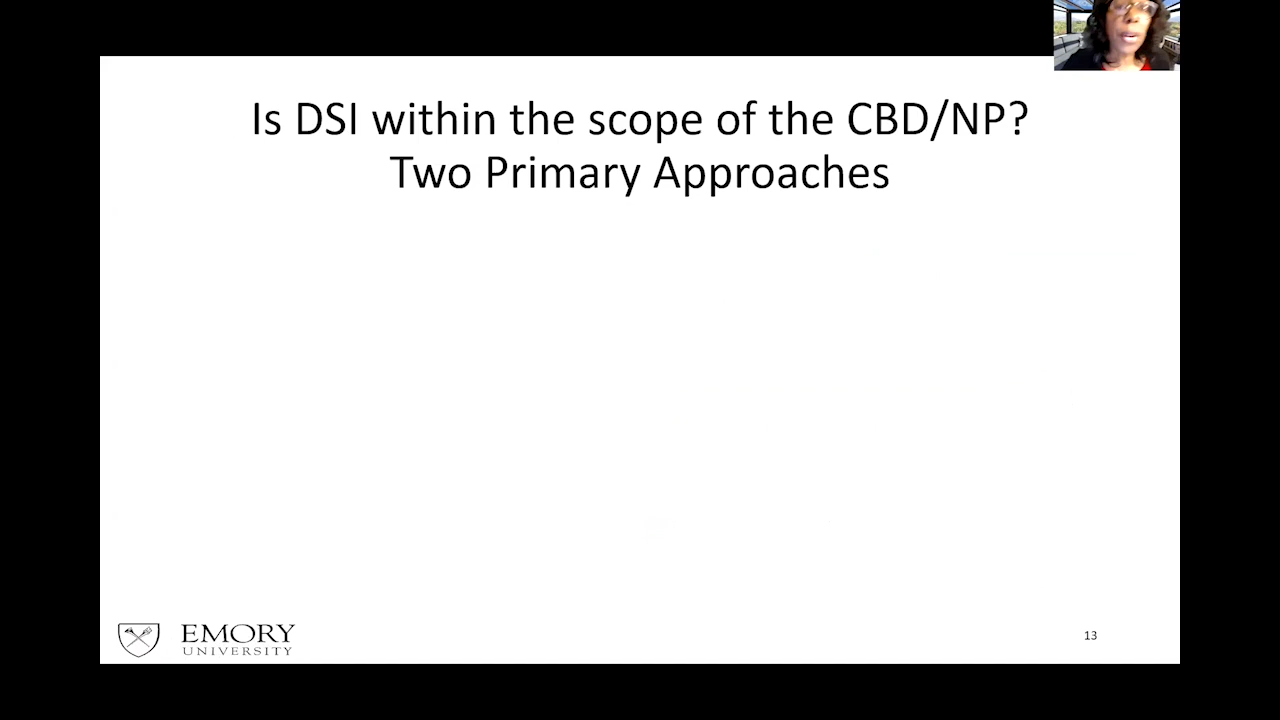 Is DSI within the scope of the CBD/NP?
Two Primary Approaches
EMORY
UNIVERSITY
13